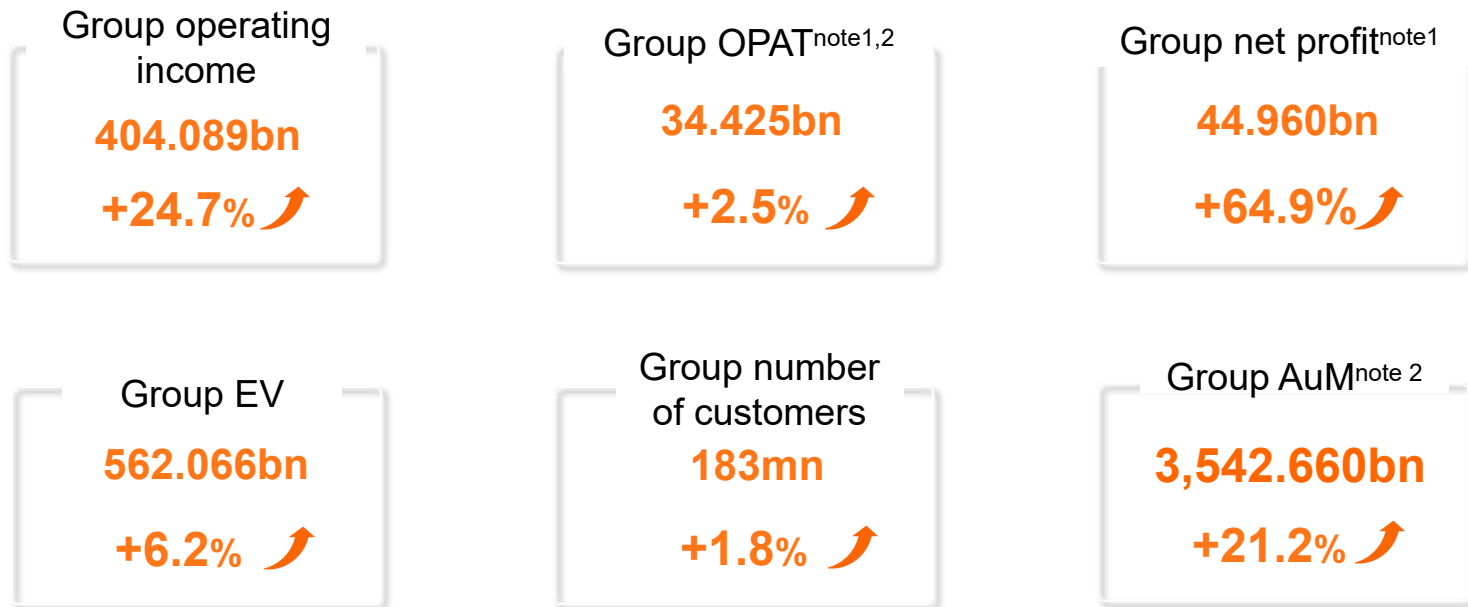 Group operating
income
404.089bn
+24.7%
Group OPATnote1,2
34.425bn
+2.5%
Group net profitnote1
44.960bn
+64.9%
Group EV
562.066bn
+6.2%
Group number
of customers
183mn
+1.8%
Group AuMnote 2
3,542.660bn
+21.2%